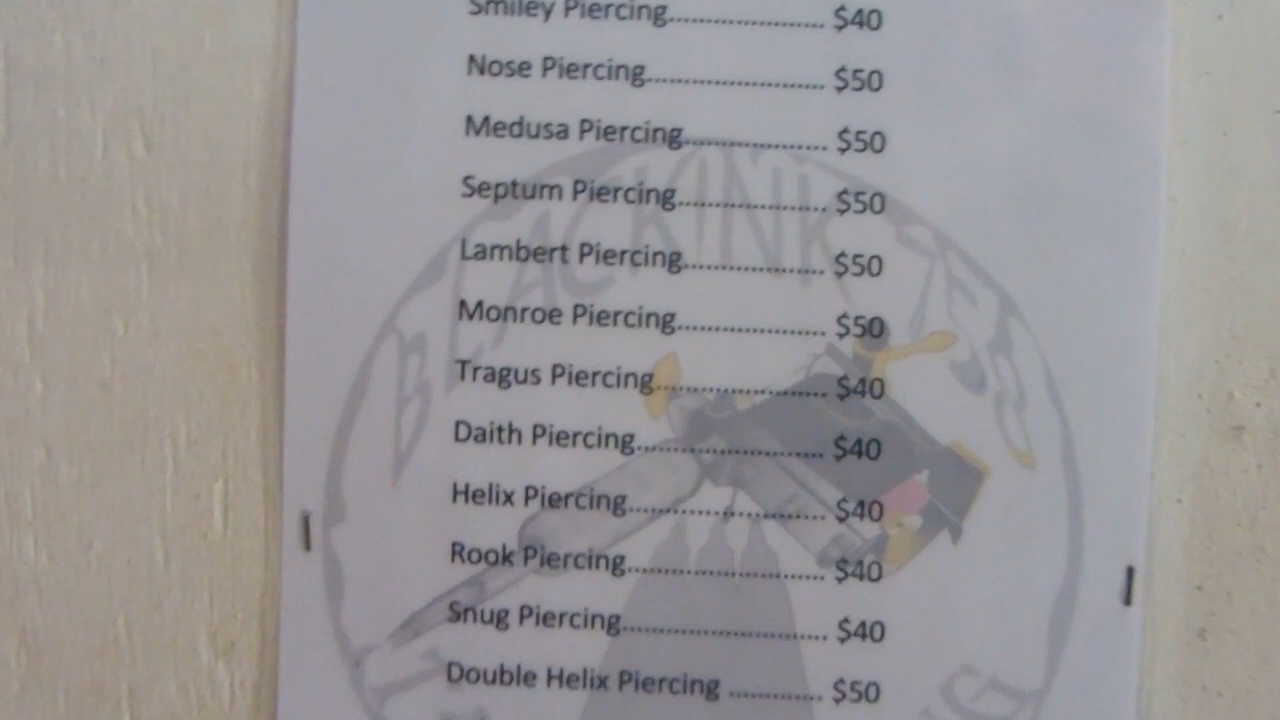 Smiley Piercing........................ $40
Nose Piercing........................... $50
Medusa Piercing...................... $50
Septum Piercing....................... $50
Lambert Piercing...................... $50
Monroe Piercing....................... $50
Tragus Piercing.......................... $40
Daith Piercing............................ $40
Helix Piercing.............................. $40
Rook Piercing.............................. $40
Snug Piercing............................... $40
Double Helix Piercing .............. $50
BLACKINK